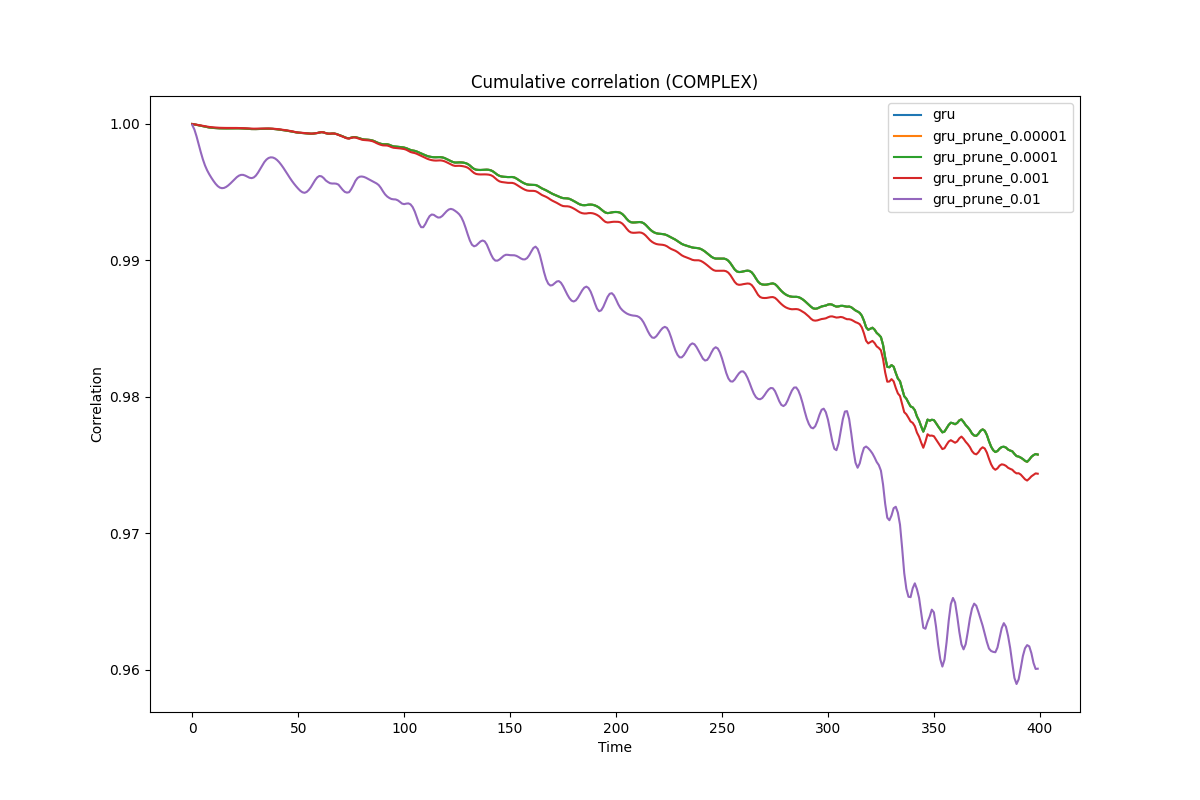 Cumulative correlation (COMPLEX)
gru
gru_prune_0.00001
gru_prune_0.0001
gru_prune_0.001
gru_prune_0.01
1.00
0.99
0.98
0.97
0.96
Correlation
0 50 100 150 200 250 300 350 400
Time